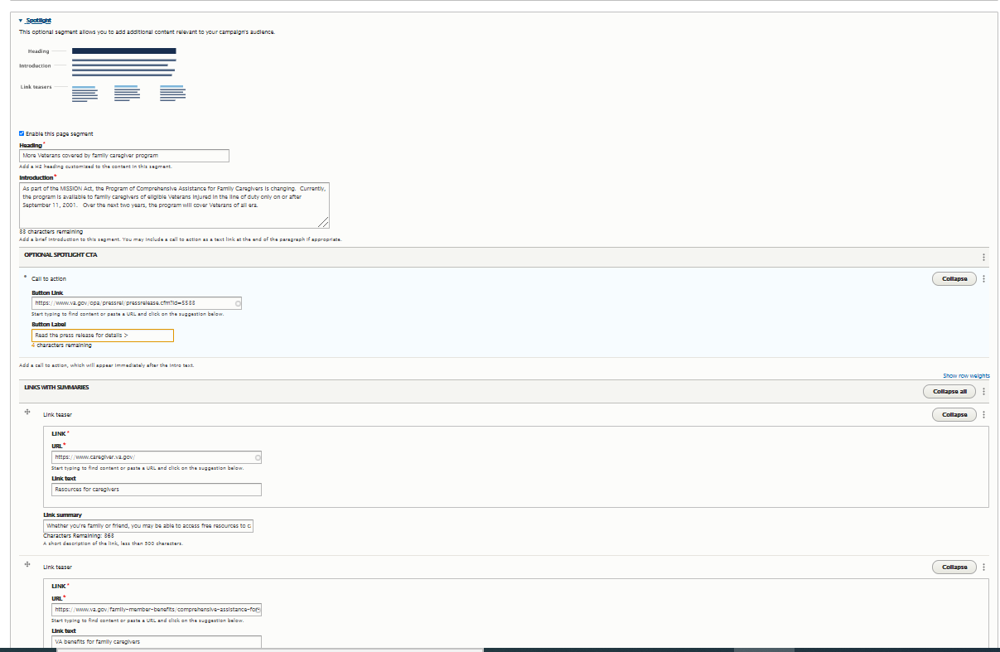 Spotlight
This optional segment allows you to add additional content relevant to your campaign's audience.
Heading
Introduction
Link teasers
Enable this page segment
Heading*
More Veterans covered by family caregiver program
Add a H2 heading customized to the content in this segment.
Introduction*
As part of the MISSION Act, the Program of Comprehensive Assistance for Family Caregivers is changing. Currently,
the program is available to family caregivers of eligible Veterans injured in the line of duty only on or after
September 11, 2001. Over the next two years, the program will cover Veterans of all era.
88 characters remaining
Add a brief introduction to this segment. You may include a call to action as a text link at the end of the paragraph if appropriate.
OPTIONAL SPOTLIGHT CTA
* Call to action
Collapse
Button Link
https://www.va.gov/opa/pressrel/pressrelease.cfm?id=5588
Start typing to find content or paste a URL and click on the suggestion below.
Button Label
Read the press release for details >
4 characters remaining
Add a call to action, which will appear immediately after the intro text.
Show row weights
LINKS WITH SUMMARIES
Collapse all
Link teaser
Collapse
LINK*
URL*
https://www.caregiver.va.gov/
Start typing to find content or paste a URL and click on the suggestion below.
Link text
Resources for caregivers
Link summary
Whether you're family or friend, you may be able to access free resources to c
Characters Remaining: 868
A short description of the link, less than 300 characters.
Link teaser
Collapse
LINK*
URL*
https://www.va.gov/family-member-benefits/comprehensive-assistance-for
Start typing to find content or paste a URL and click on the suggestion below.
Link text
VA benefits for family caregivers